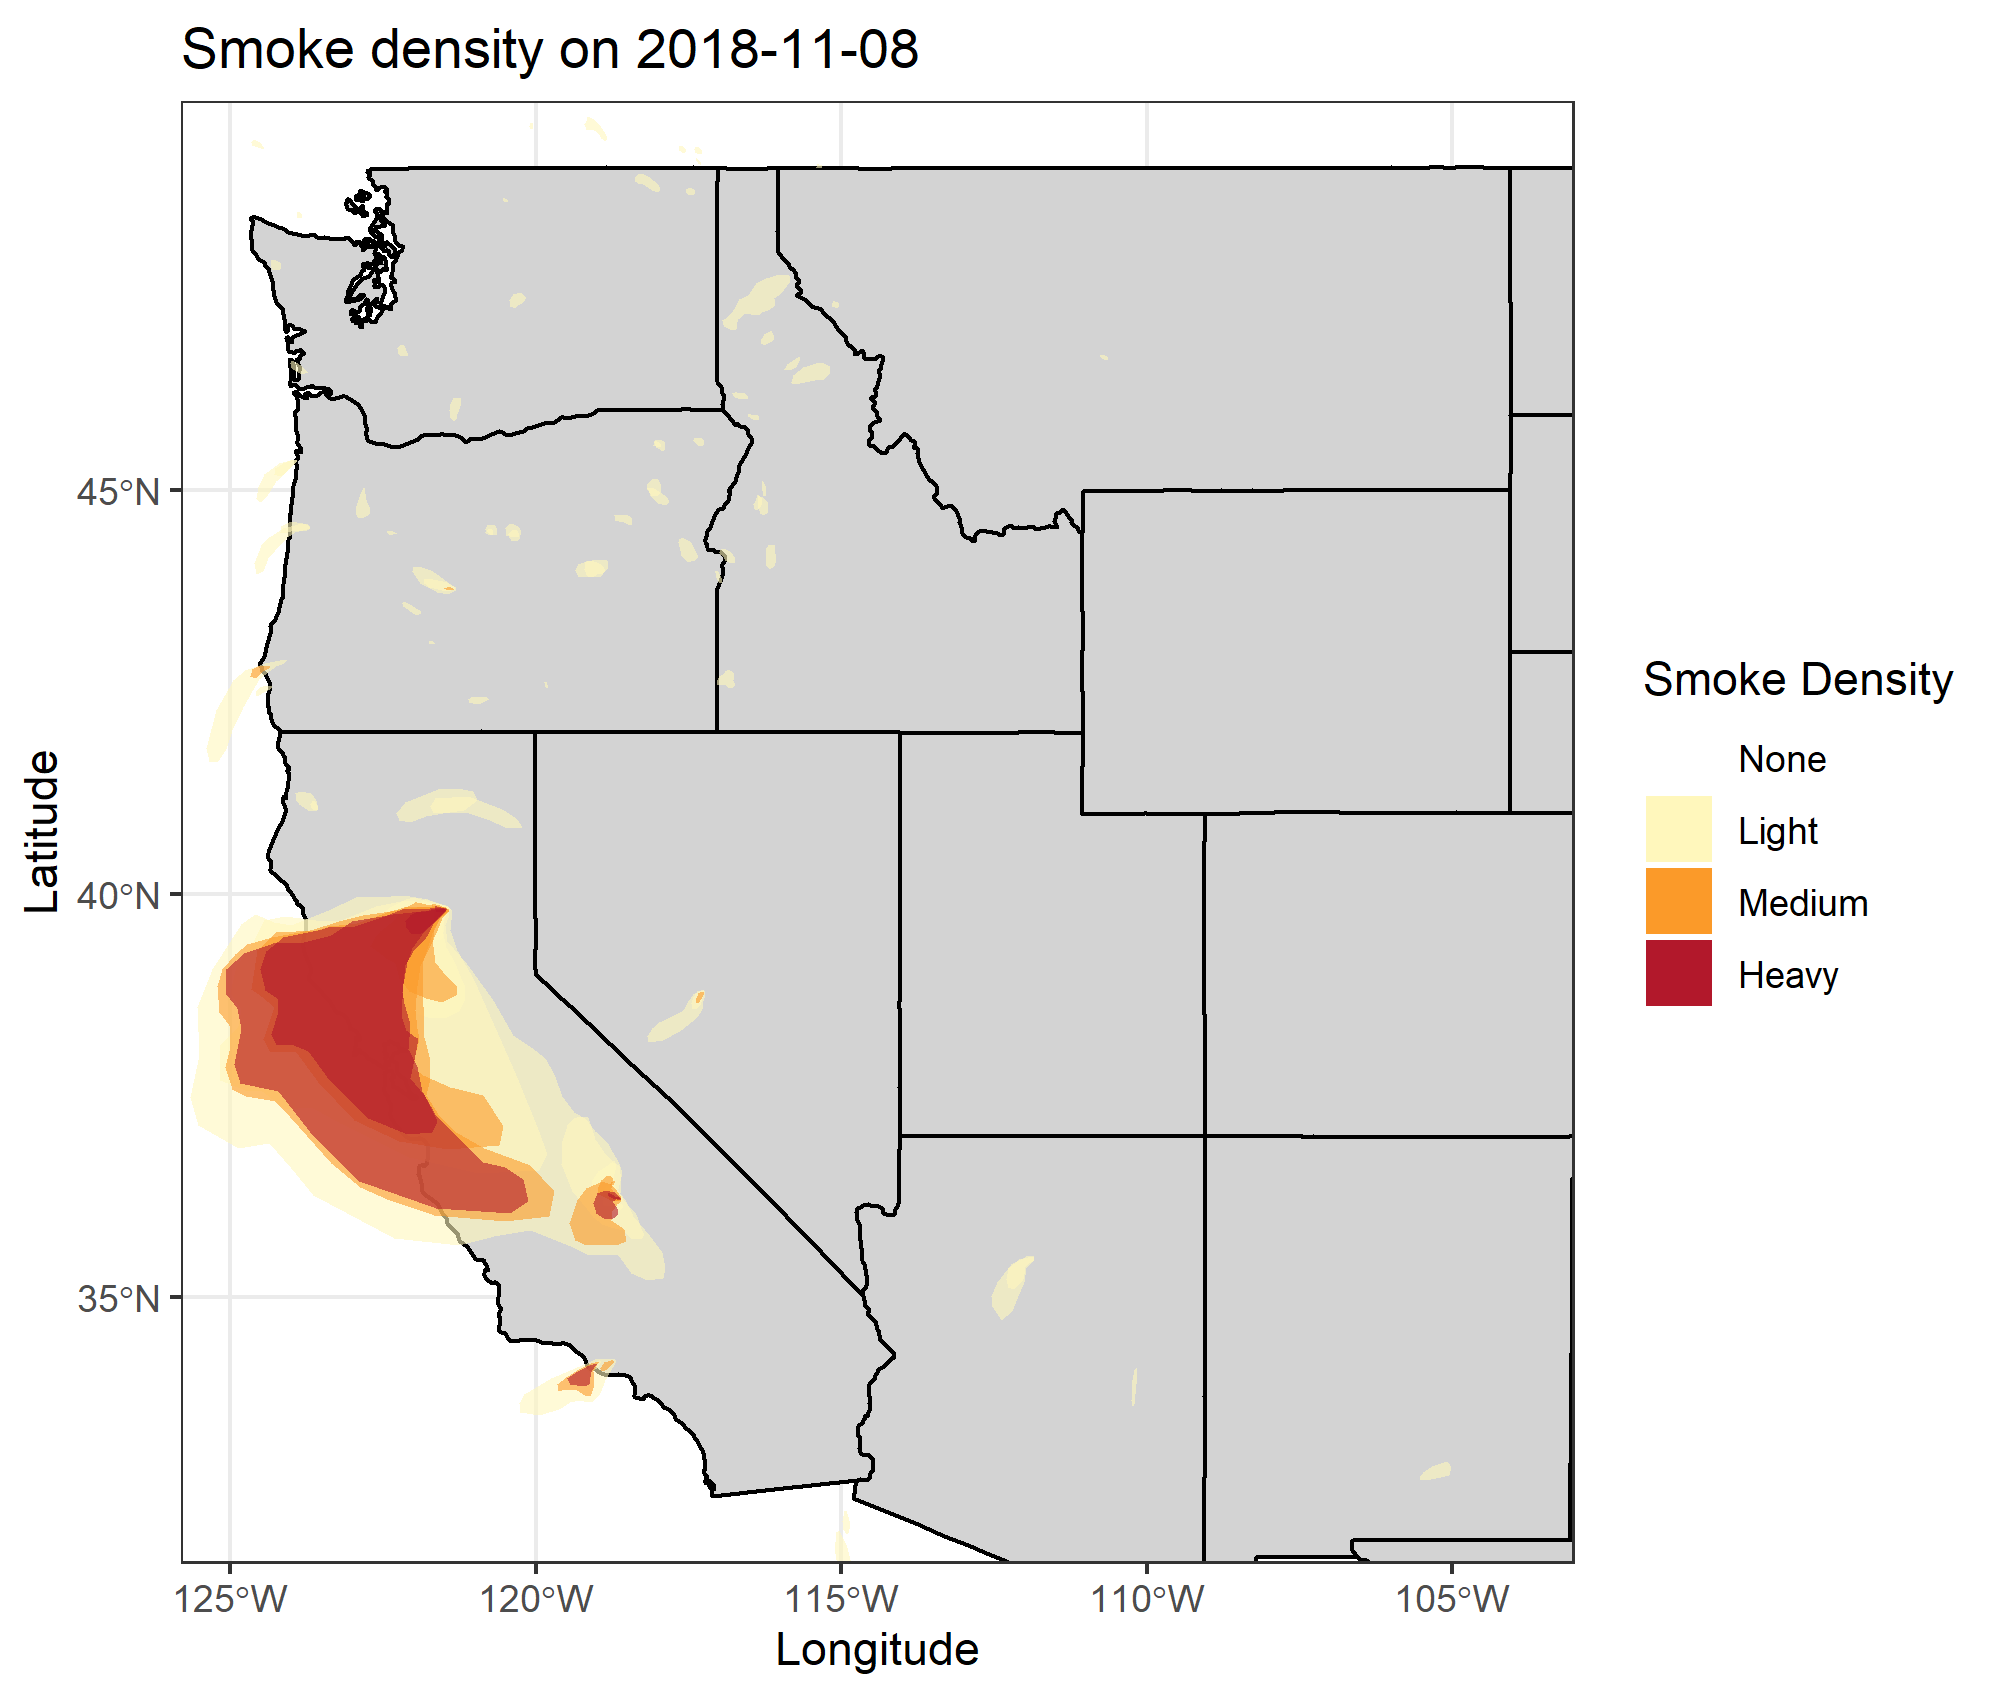 Smoke density on 2018-11-08
45°N
40°N
35°N
Latitude
125°W 120°W 115°W 110°W 105°W
Longitude
Smoke Density
None
Light
Medium
Heavy